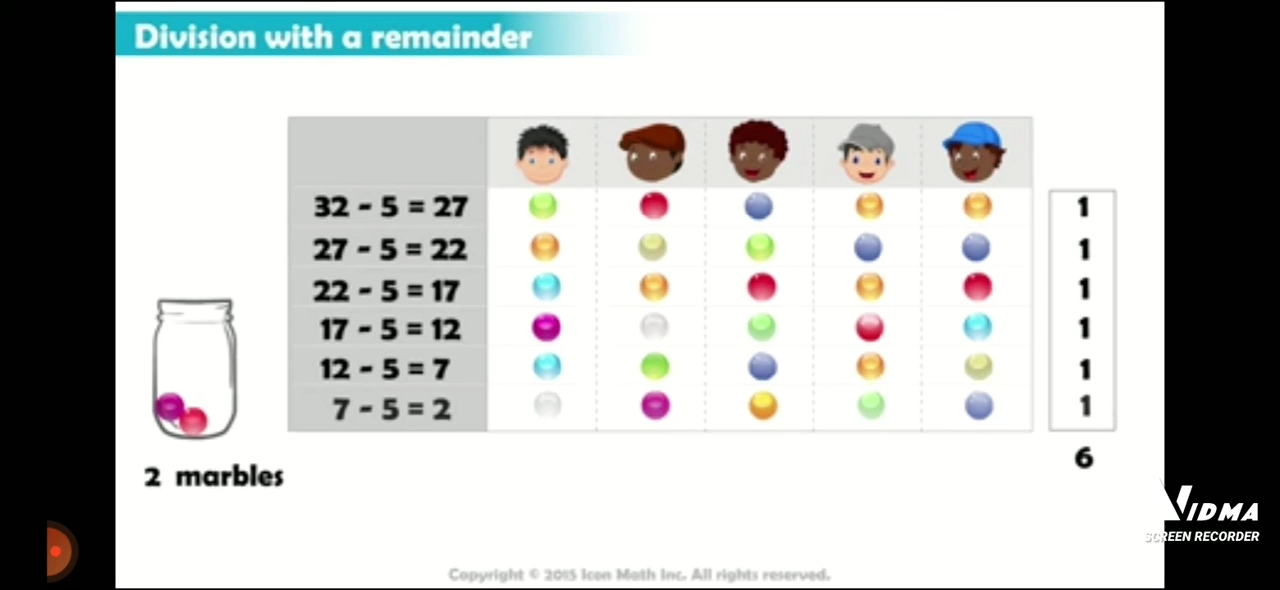 Division with a remainder
32 - 5 = 27 1
27 - 5 = 22 1
22 - 5 = 17 1
17 - 5 = 12 1
12 - 5 = 7 1
7 - 5 = 2 1
6
2 marbles
VIDMA
SCREEN RECORDER
Copyright © 2015 Icon Math Inc. All rights reserved.